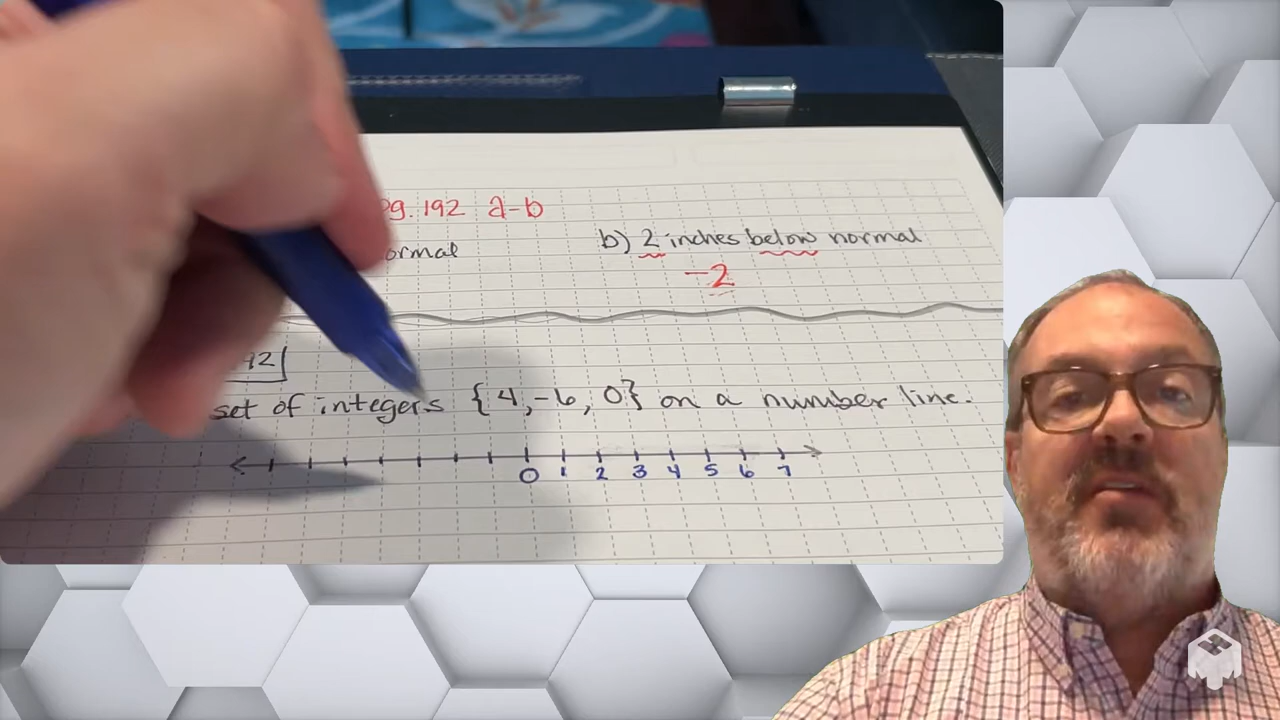 pg. 192 a-b
ormal
b) 2 inches below normal
-2
92
set of integers {4, -6, 0} on a number line.
0 1 2 3 4 5 6 7